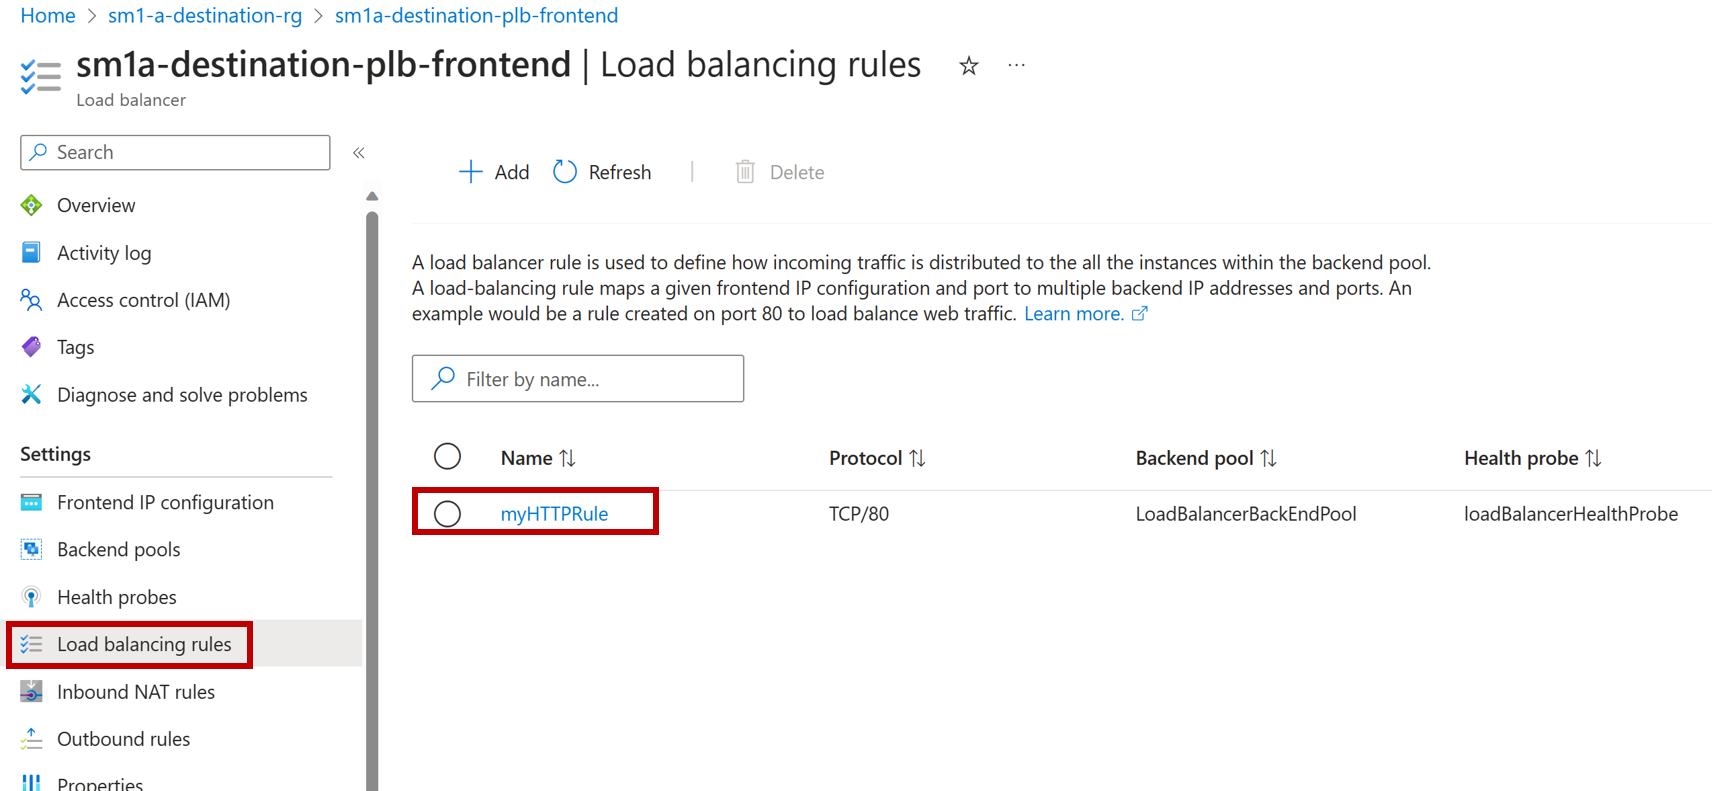 Home > sm1-a-destination-rg > sm1a-destination-plb-frontend
sm1a-destination-plb-frontend | Load balancing rules
Load balancer
Search
Add Refresh Delete
Overview
Activity log
Access control (IAM)
Tags
Diagnose and solve problems
Settings
Frontend IP configuration
Backend pools
Health probes
Load balancing rules
Inbound NAT rules
Outbound rules
Properties
A load balancer rule is used to define how incoming traffic is distributed to the all the instances within the backend pool.
A load-balancing rule maps a given frontend IP configuration and port to multiple backend IP addresses and ports. An
example would be a rule created on port 80 to load balance web traffic. Learn more.
Filter by name...
Name Protocol Backend pool Health probe
myHTTPRule TCP/80 LoadBalancerBackEndPool loadBalancerHealthProbe